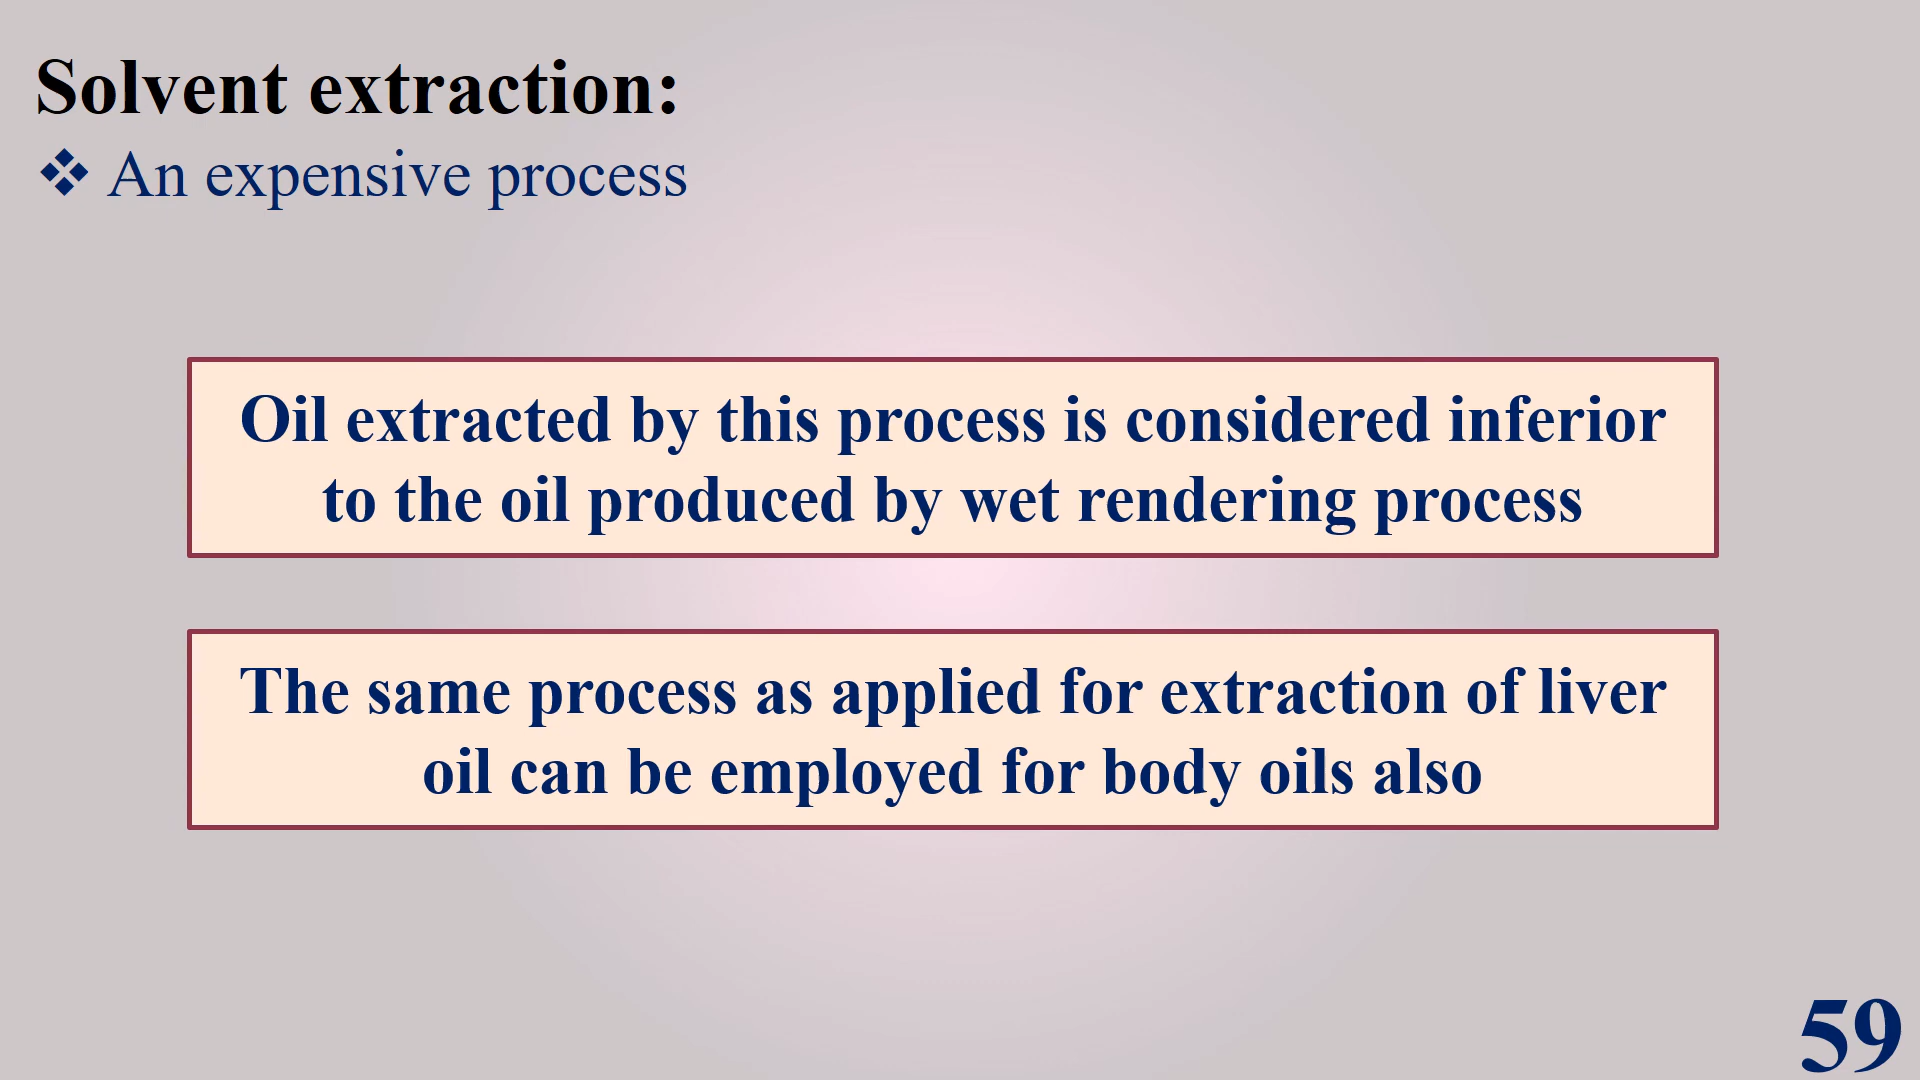 Solvent extraction:
❖ An expensive process
Oil extracted by this process is considered inferior
to the oil produced by wet rendering process
The same process as applied for extraction of liver
oil can be employed for body oils also
59